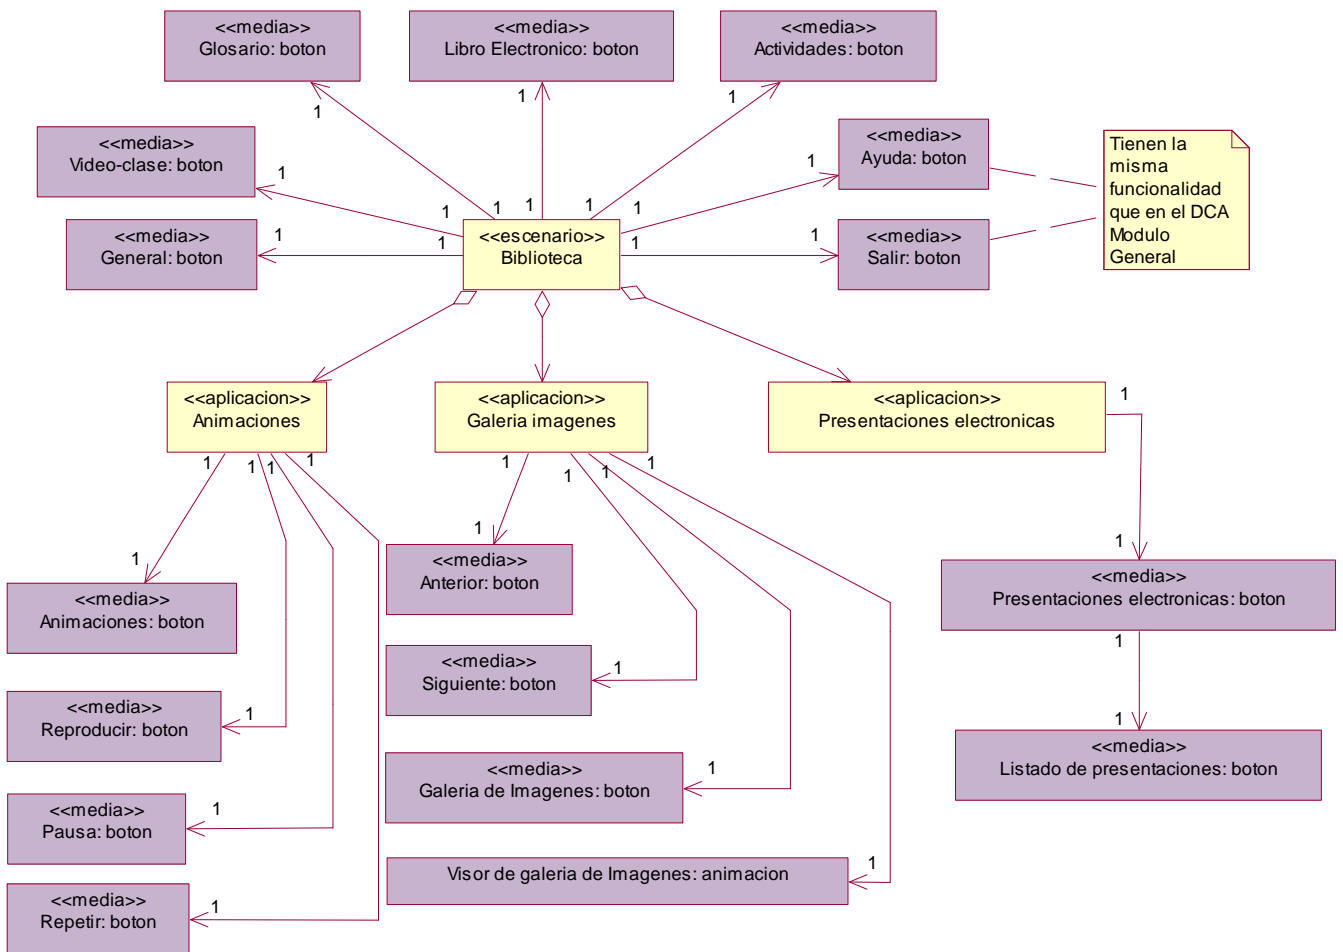 <<media>>
Glosario: boton
<<media>>
Libro Electronico: boton
<<media>>
Actividades: boton
1
1
1
<<media>>
Video-clase: boton
1
<<media>>
Ayuda: boton
1
Tienen la
misma
funcionalidad
que en el DCA
Modulo
General
<<media>>
General: boton
1
1
1
1
1
1
1
1
<<escenario>>
Biblioteca
1
<<media>>
Salir: boton
<<aplicacion>>
Animaciones
<<aplicacion>>
Galeria imagenes
<<aplicacion>>
Presentaciones electronicas
1
1
1
1
1
1
1
1
1
1
<<media>>
Animaciones: boton
1
<<media>>
Anterior: boton
1
<<media>>
Presentaciones electronicas: boton
1
<<media>>
Reproducir: boton
1
<<media>>
Siguiente: boton
1
1
<<media>>
Listado de presentaciones: boton
<<media>>
Pausa: boton
1
<<media>>
Galeria de Imagenes: boton
1
<<media>>
Repetir: boton
1
Visor de galeria de Imagenes: animacion
1